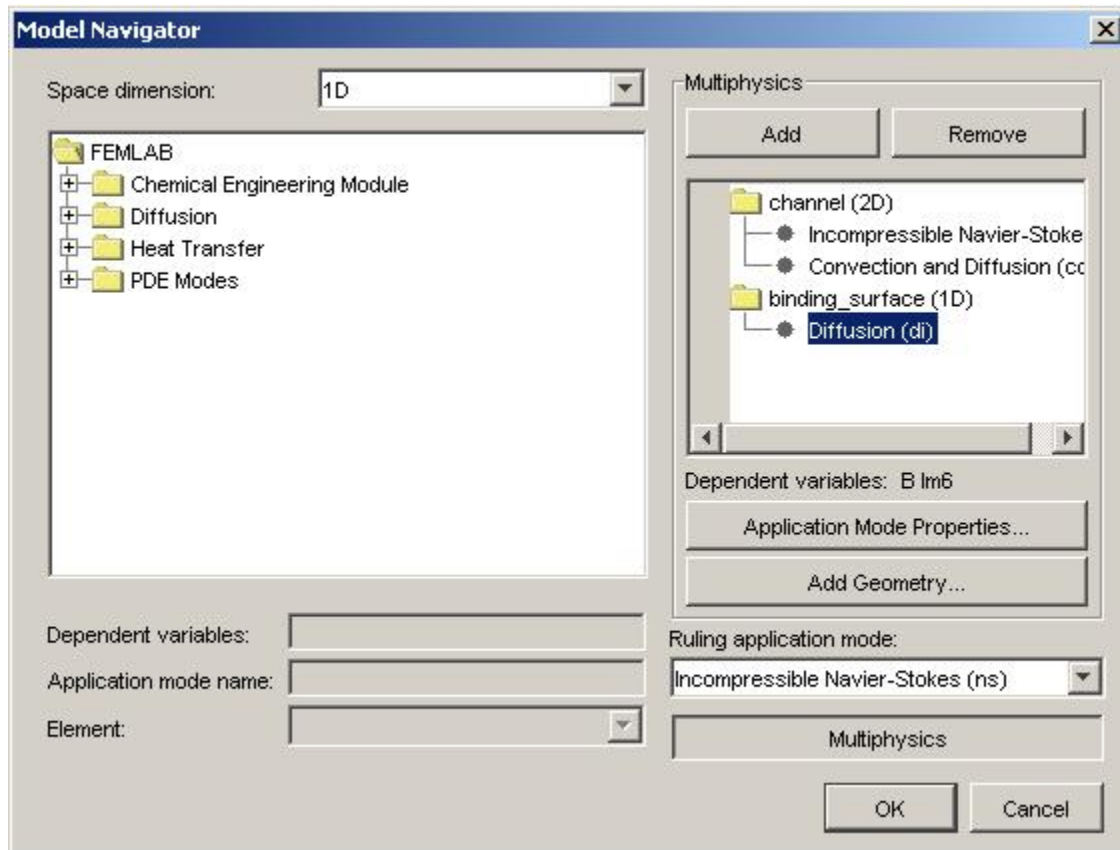 Model Navigator
Space dimension:
1D
FEMLAB
Chemical Engineering Module
Diffusion
Heat Transfer
PDE Modes
Dependent variables:
Application mode name:
Element:
Multiphysics
Add
Remove
channel (2D)
Incompressible Navier-Stoke
Convection and Diffusion (cc
binding_surface (1D)
Diffusion (di)
Dependent variables: B lm6
Application Mode Properties...
Add Geometry...
Ruling application mode:
Incompressible Navier-Stokes (ns)
Multiphysics
OK
Cancel